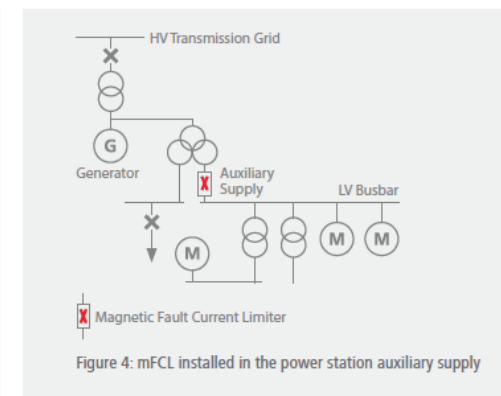 HV Transmission Grid
G
Generator
Auxiliary
Supply
LV Busbar
M
M
M
Magnetic Fault Current Limiter
Figure 4: mFCL installed in the power station auxiliary supply